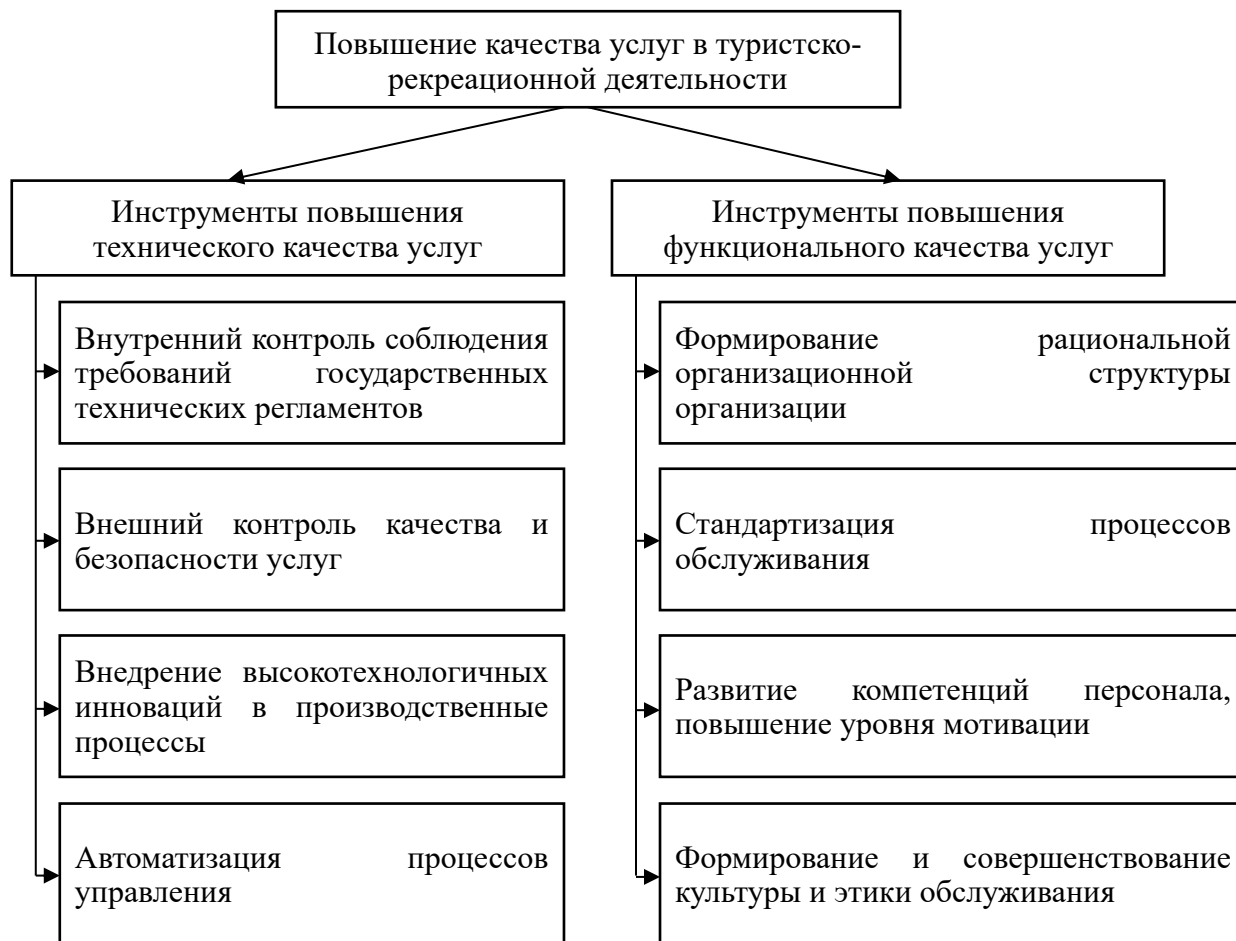 Повышение качества услуг в туристско-
рекреационной деятельности
Инструменты повышения
технического качества услуг
Внутренний контроль соблюдения
требований государственных
технических регламентов
Внешний контроль качества и
безопасности услуг
Внедрение высокотехнологичных
инноваций в производственные
процессы
Автоматизация процессов
управления
Инструменты повышения
функционального качества услуг
Формирование рациональной
организационной структуры
организации
Стандартизация процессов
обслуживания
Развитие компетенций персонала,
повышение уровня мотивации
Формирование и совершенствование
культуры и этики обслуживания